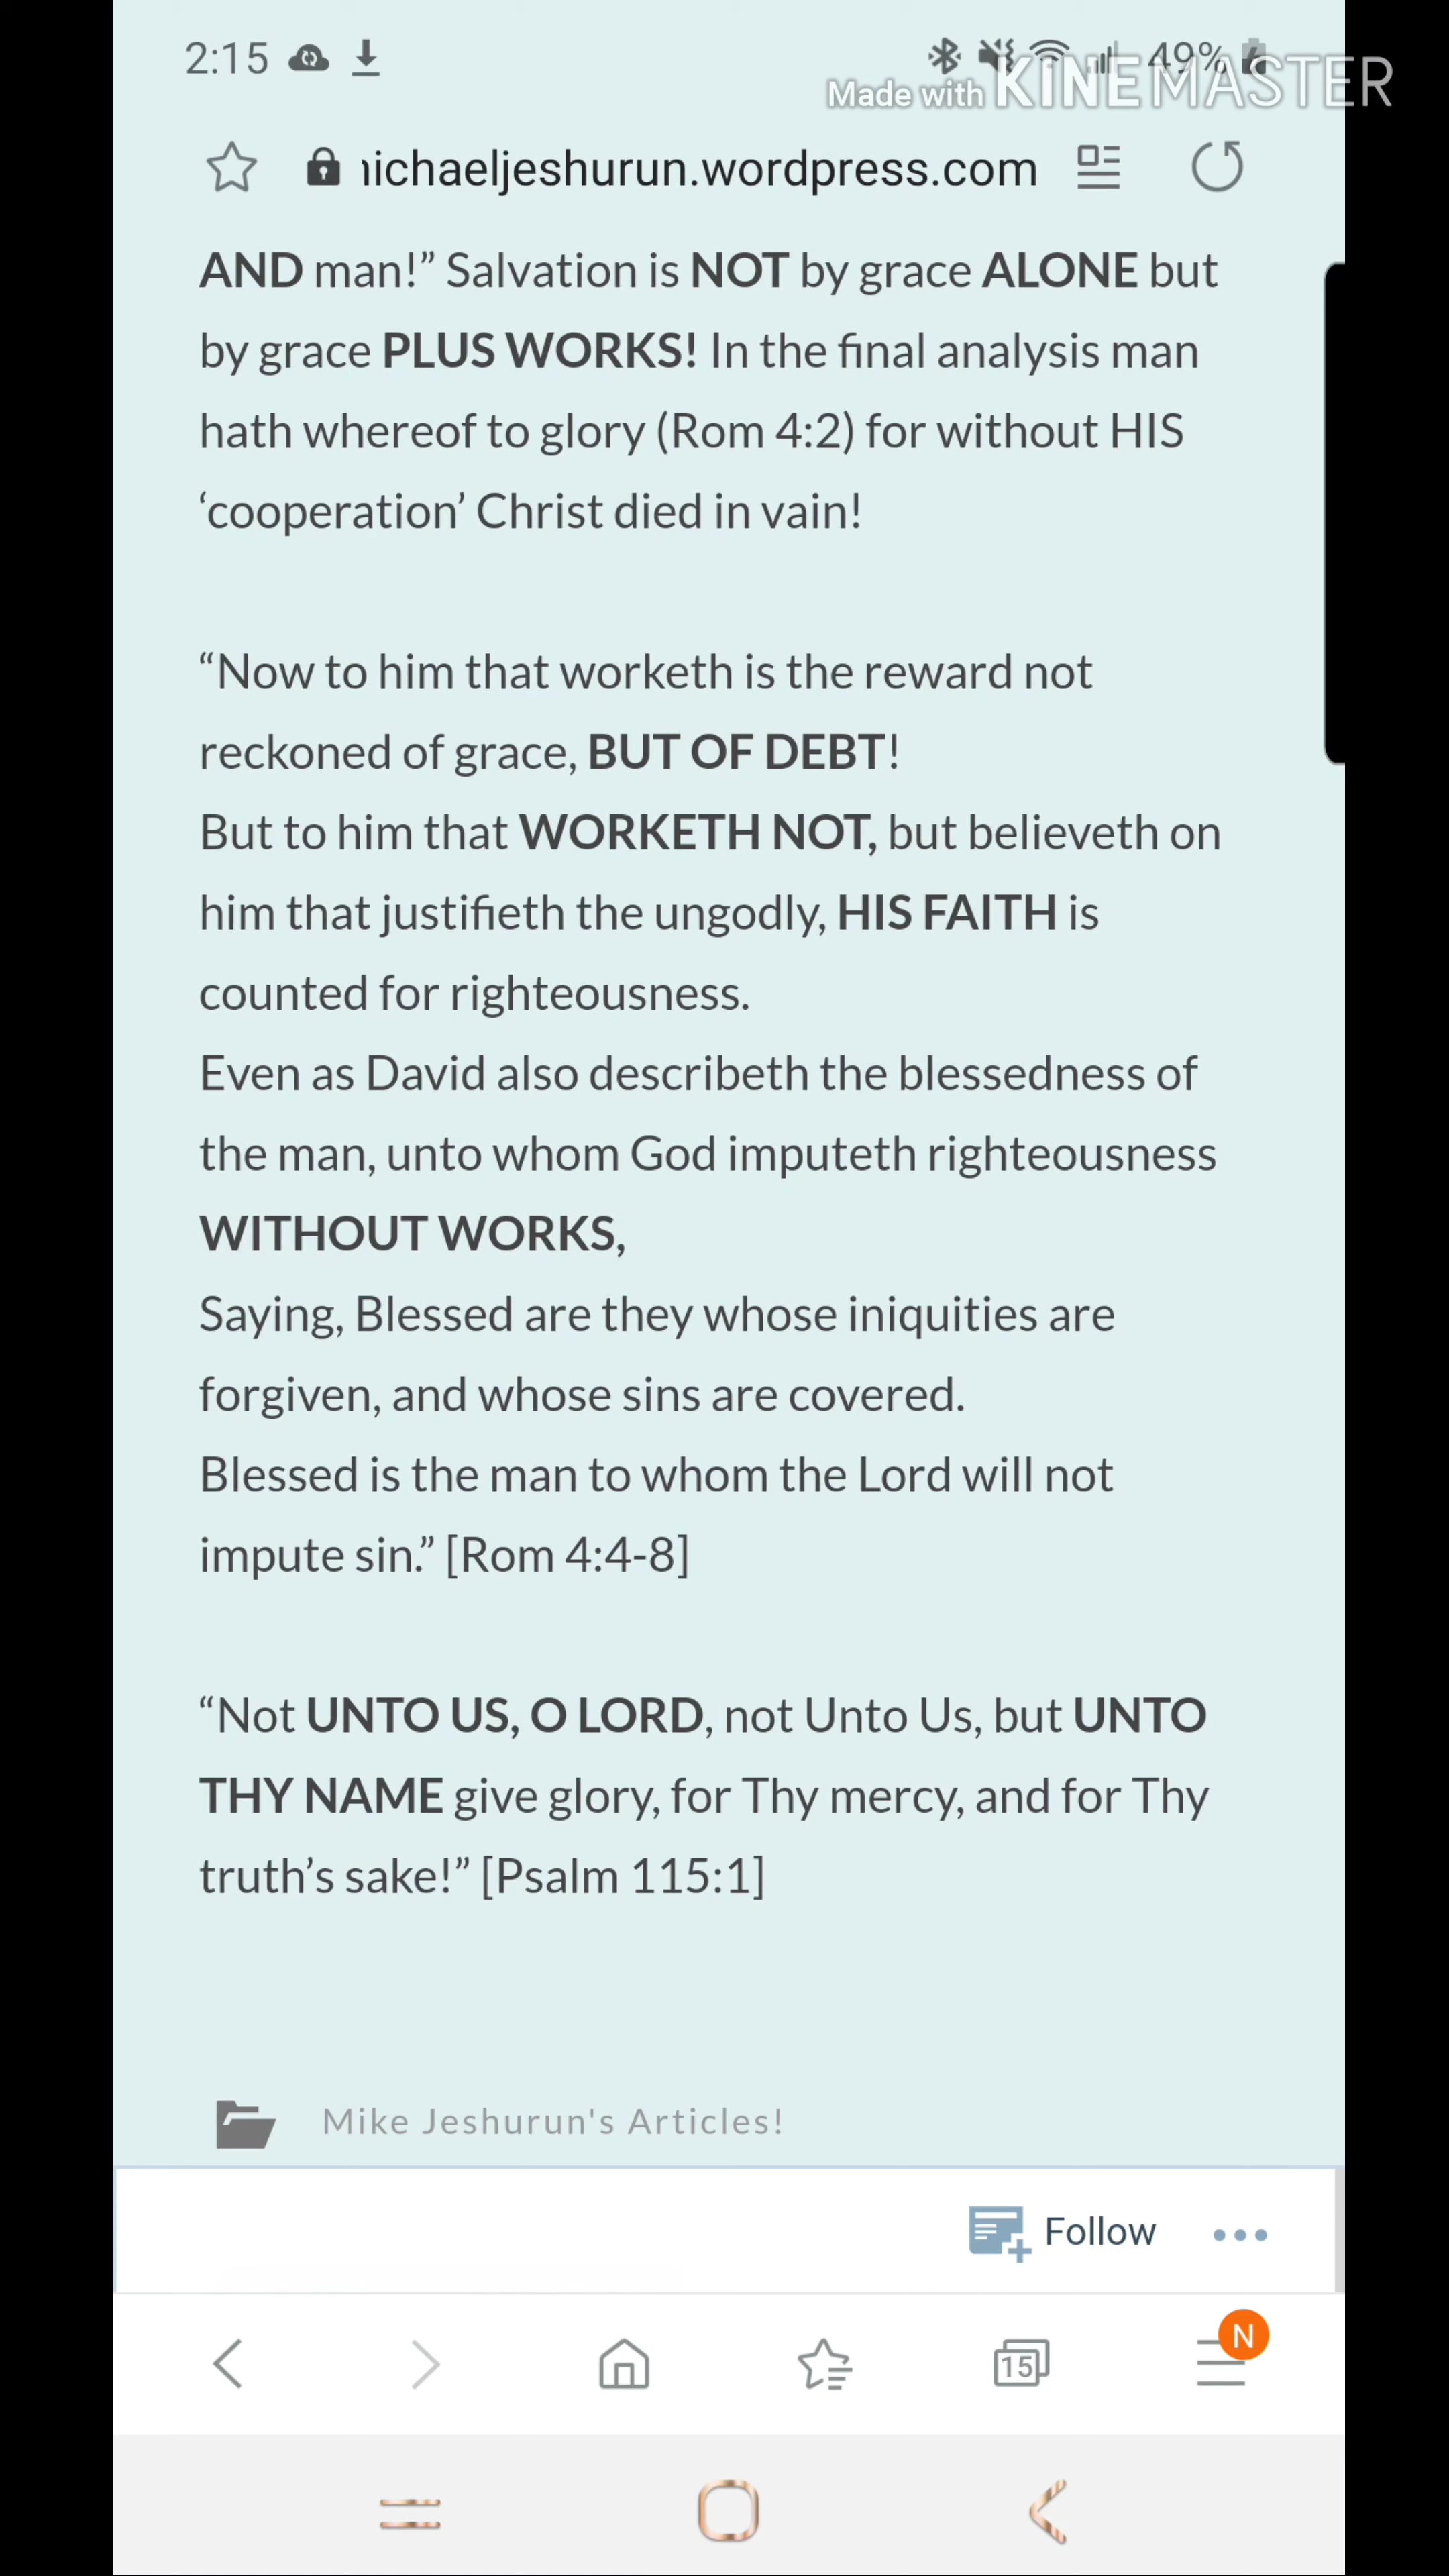 2:15
49%
Made with KINEMASTER
ichaeljeshurun.wordpress.com
AND man!” Salvation is NOT by grace ALONE but
by grace PLUS WORKS! In the final analysis man
hath whereof to glory (Rom 4:2) for without HIS
‘cooperation’ Christ died in vain!
“Now to him that worketh is the reward not
reckoned of grace, BUT OF DEBT!
But to him that WORKETH NOT, but believeth on
him that justifieth the ungodly, HIS FAITH is
counted for righteousness.
Even as David also describeth the blessedness of
the man, unto whom God imputeth righteousness
WITHOUT WORKS,
Saying, Blessed are they whose iniquities are
forgiven, and whose sins are covered.
Blessed is the man to whom the Lord will not
impute sin.” [Rom 4:4-8]
“Not UNTO US, O LORD, not Unto Us, but UNTO
THY NAME give glory, for Thy mercy, and for Thy
truth’s sake!” [Psalm 115:1]
Mike Jeshurun's Articles!
Follow
15
N